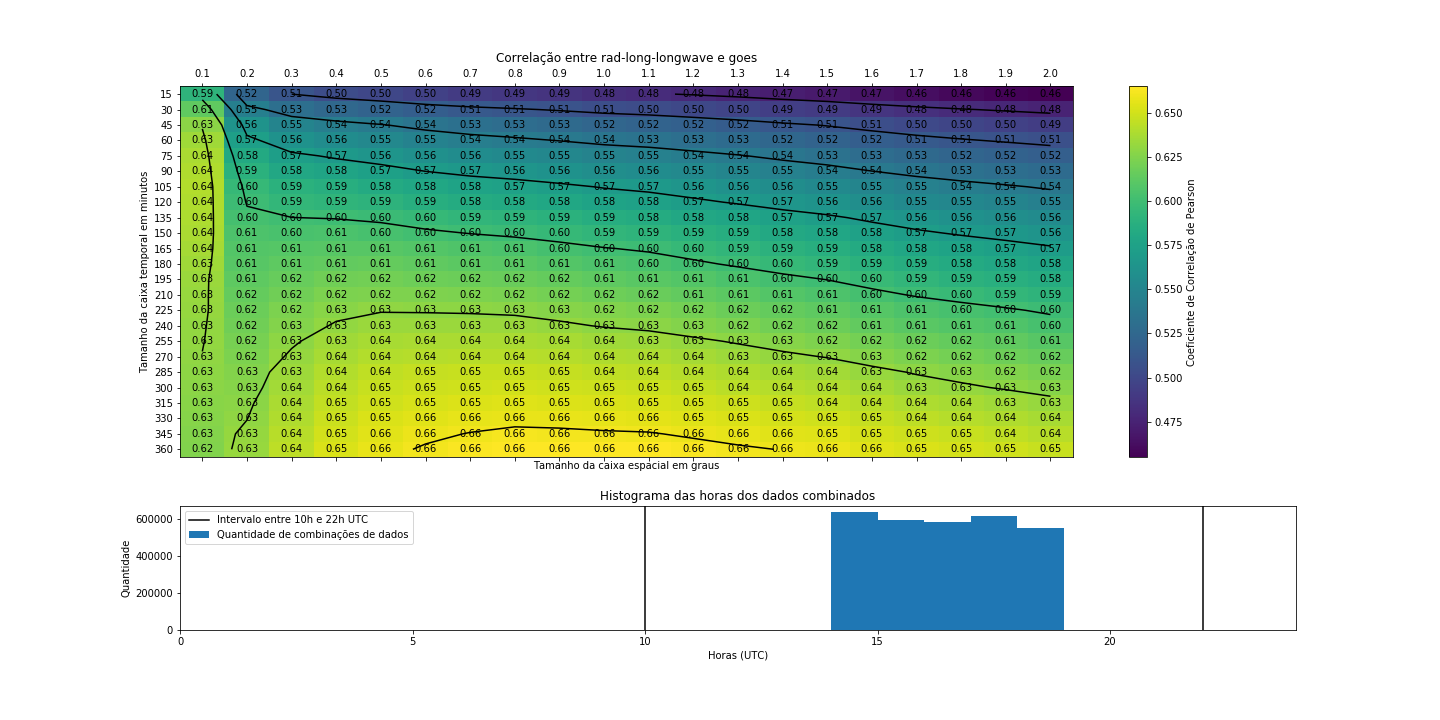 Correlação entre rad-long-longwave e goes
0.1 0.2 0.3 0.4 0.5 0.6 0.7 0.8 0.9 1.0 1.1 1.2 1.3 1.4 1.5 1.6 1.7 1.8 1.9 2.0
Tamanho da caixa temporal em minutos
15 0.59 0.52 0.51 0.50 0.50 0.50 0.49 0.49 0.49 0.48 0.48 0.48 0.48 0.47 0.47 0.47 0.46 0.46 0.46 0.46
30 0.61 0.55 0.53 0.53 0.52 0.52 0.51 0.51 0.51 0.51 0.50 0.50 0.50 0.49 0.49 0.49 0.48 0.48 0.48 0.48
45 0.63 0.56 0.55 0.54 0.54 0.54 0.53 0.53 0.53 0.52 0.52 0.52 0.52 0.51 0.51 0.51 0.50 0.50 0.50 0.49
60 0.63 0.57 0.56 0.56 0.55 0.55 0.54 0.54 0.54 0.54 0.53 0.53 0.53 0.52 0.52 0.52 0.51 0.51 0.51 0.51
75 0.64 0.58 0.57 0.57 0.56 0.56 0.56 0.55 0.55 0.55 0.55 0.54 0.54 0.54 0.53 0.53 0.53 0.52 0.52 0.52
90 0.64 0.59 0.58 0.58 0.57 0.57 0.57 0.56 0.56 0.56 0.56 0.55 0.55 0.55 0.54 0.54 0.54 0.53 0.53 0.53
105 0.64 0.60 0.59 0.59 0.58 0.58 0.58 0.57 0.57 0.57 0.57 0.56 0.56 0.56 0.55 0.55 0.55 0.54 0.54 0.54
120 0.64 0.60 0.59 0.59 0.59 0.59 0.58 0.58 0.58 0.58 0.58 0.57 0.57 0.57 0.56 0.56 0.56 0.55 0.55 0.55
135 0.64 0.60 0.60 0.60 0.60 0.60 0.59 0.59 0.59 0.59 0.58 0.58 0.58 0.57 0.57 0.57 0.56 0.56 0.56 0.56
150 0.64 0.61 0.60 0.61 0.60 0.60 0.60 0.60 0.60 0.59 0.59 0.59 0.59 0.58 0.58 0.58 0.57 0.57 0.57 0.56
165 0.64 0.61 0.61 0.61 0.61 0.61 0.61 0.61 0.60 0.60 0.60 0.60 0.59 0.59 0.59 0.58 0.58 0.58 0.57 0.57
180 0.63 0.61 0.61 0.61 0.61 0.61 0.61 0.61 0.61 0.61 0.60 0.60 0.60 0.60 0.59 0.59 0.59 0.58 0.58 0.58
195 0.63 0.61 0.62 0.62 0.62 0.62 0.62 0.62 0.62 0.61 0.61 0.61 0.61 0.60 0.60 0.60 0.59 0.59 0.59 0.58
210 0.63 0.62 0.62 0.62 0.62 0.62 0.62 0.62 0.62 0.62 0.62 0.61 0.61 0.61 0.61 0.60 0.60 0.60 0.59 0.59
225 0.63 0.62 0.62 0.63 0.63 0.63 0.63 0.63 0.63 0.62 0.62 0.62 0.62 0.62 0.61 0.61 0.61 0.60 0.60 0.60
240 0.63 0.62 0.63 0.63 0.63 0.63 0.63 0.63 0.63 0.63 0.63 0.63 0.62 0.62 0.62 0.61 0.61 0.61 0.61 0.60
255 0.63 0.62 0.63 0.63 0.64 0.64 0.64 0.64 0.64 0.64 0.63 0.63 0.63 0.63 0.63 0.62 0.62 0.62 0.61 0.61
270 0.63 0.62 0.63 0.64 0.64 0.64 0.64 0.64 0.64 0.64 0.64 0.64 0.63 0.63 0.63 0.63 0.62 0.62 0.62 0.62
285 0.63 0.63 0.64 0.64 0.65 0.65 0.65 0.65 0.65 0.64 0.64 0.64 0.64 0.64 0.64 0.63 0.63 0.63 0.62 0.62
300 0.63 0.63 0.64 0.64 0.65 0.65 0.65 0.65 0.65 0.65 0.65 0.65 0.64 0.64 0.64 0.64 0.63 0.63 0.63 0.63
315 0.63 0.63 0.64 0.65 0.65 0.65 0.65 0.65 0.65 0.65 0.65 0.65 0.65 0.65 0.64 0.64 0.64 0.64 0.63 0.63
330 0.63 0.63 0.64 0.65 0.65 0.66 0.66 0.66 0.66 0.66 0.66 0.65 0.65 0.65 0.65 0.65 0.64 0.64 0.64 0.64
345 0.63 0.63 0.64 0.65 0.66 0.66 0.66 0.66 0.66 0.66 0.66 0.66 0.66 0.66 0.65 0.65 0.65 0.65 0.64 0.64
360 0.62 0.63 0.64 0.65 0.66 0.66 0.66 0.66 0.66 0.66 0.66 0.66 0.66 0.66 0.66 0.65 0.65 0.65 0.65 0.65
Tamanho da caixa espacial em graus
0.650
0.625
0.600
0.575
0.550
0.525
0.500
0.475
Coeficiente de Correlação de Pearson
Histograma das horas dos dados combinados
Intervalo entre 10h e 22h UTC
Quantidade de combinações de dados
Quantidade
600000
400000
200000
0
0 5 10 15 20
Horas (UTC)